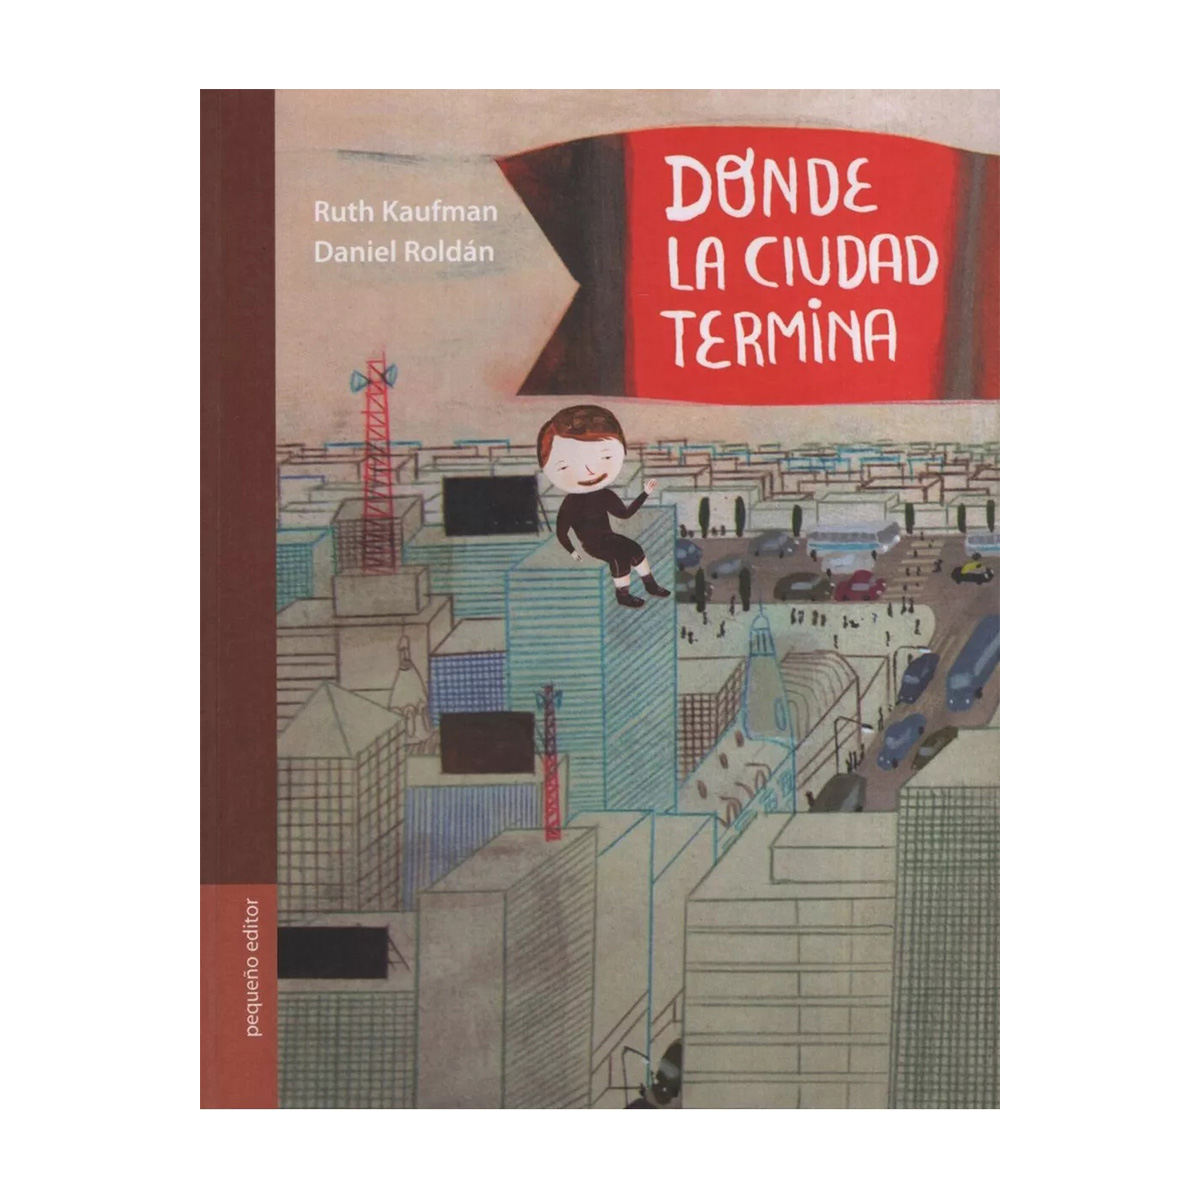 Ruth Kaufman
Daniel Roldán
DONDE
LA CIUDAD
TERMINA
pequeño editor